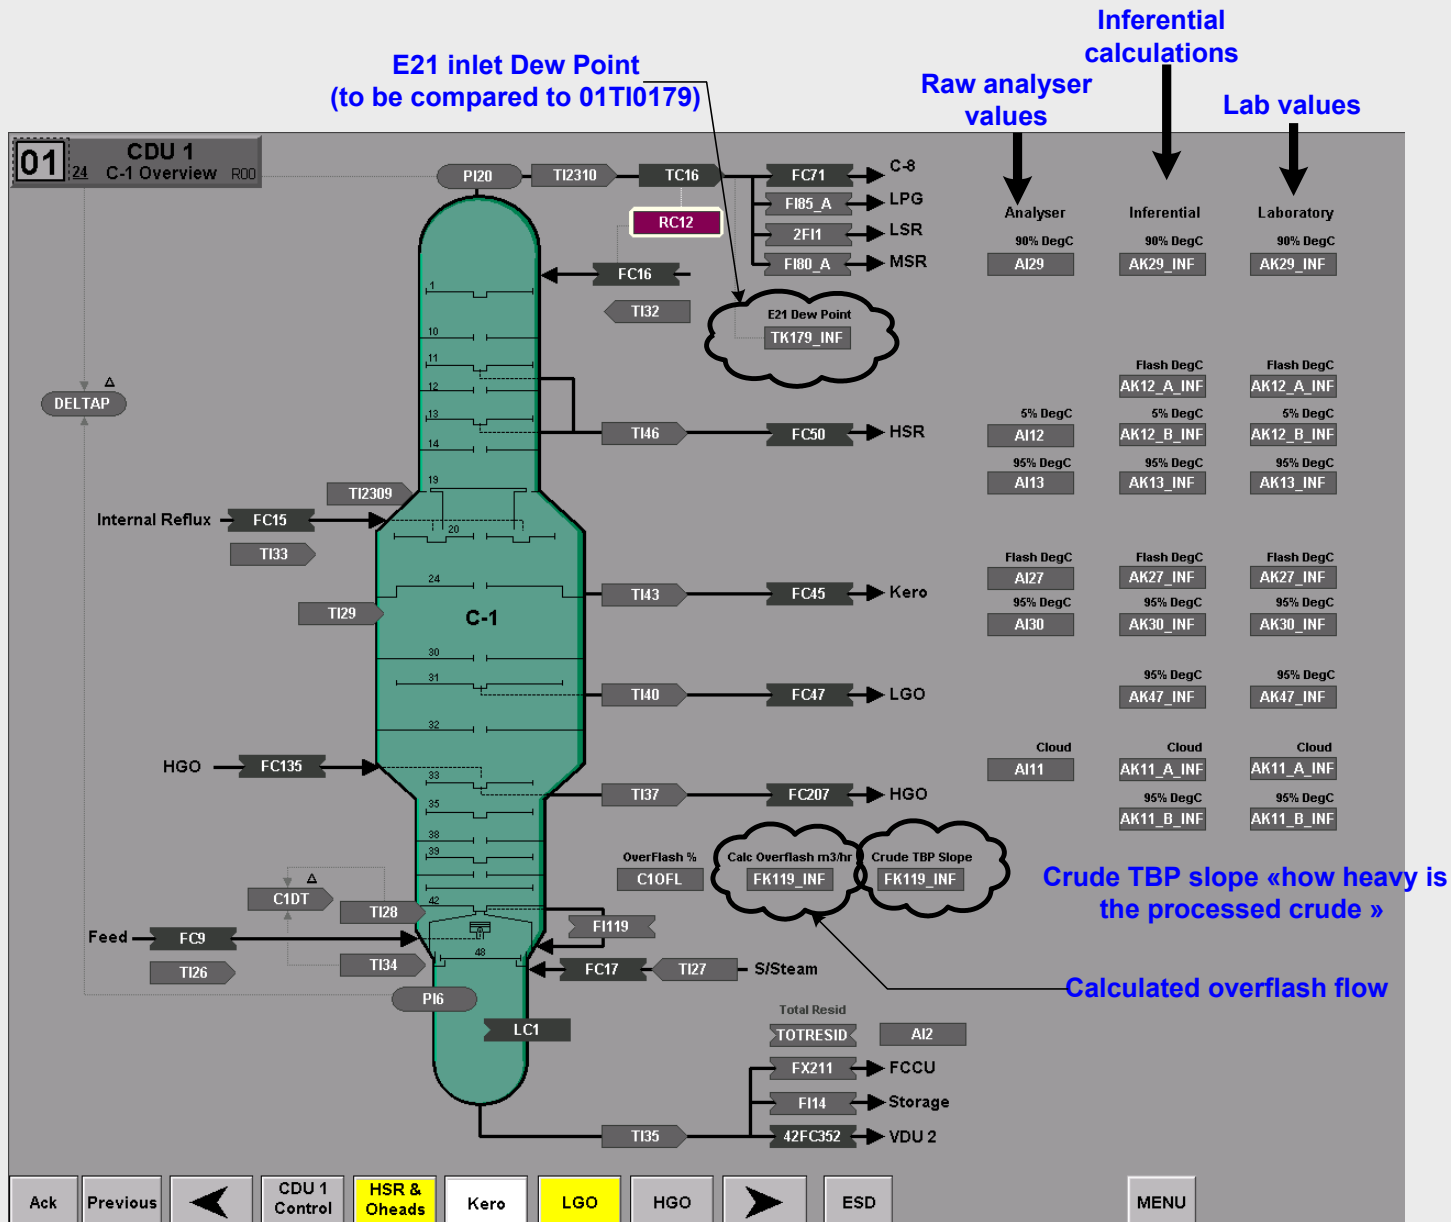 Inferential
calculations
E21 inlet Dew Point
(to be compared to 01TI0179)
Raw analyser
values
Lab values
01
24
CDU 1
C-1 Overview R00
PI20
TI2310
TC16
FC71
C-8
FI85_A
LPG
RC12
2FI1
LSR
FC16
FI80_A
MSR
TI32
E21 Dew Point
TK179_INF
Analyser
Inferential
Laboratory
90% DegC
90% DegC
90% DegC
AI29
AK29_INF
AK29_INF
1
10
11
12
13
14
19
20
24
C-1
30
31
32
33
35
38
39
42
48
Δ
DELTAP
Flash DegC
Flash DegC
AK12_A_INF
AK12_A_INF
TI46
FC50
HSR
5% DegC
5% DegC
5% DegC
AI12
AK12_B_INF
AK12_B_INF
95% DegC
95% DegC
95% DegC
AI13
AK13_INF
AK13_INF
TI2309
Internal Reflux
FC15
TI33
TI29
TI43
FC45
Kero
Flash DegC
Flash DegC
Flash DegC
AI27
AK27_INF
AK27_INF
95% DegC
95% DegC
95% DegC
AI30
AK30_INF
AK30_INF
TI40
FC47
LGO
95% DegC
95% DegC
AK47_INF
AK47_INF
HGO
FC135
TI37
FC207
HGO
Cloud
Cloud
Cloud
AI11
AK11_A_INF
AK11_A_INF
95% DegC
95% DegC
AK11_B_INF
AK11_B_INF
OverFlash %
C1OFL
Calc Overflash m3/hr
FK119_INF
Crude TBP Slope
FK119_INF
Crude TBP slope «how heavy is
the processed crude »
Δ
C1DT
TI28
FI119
Feed
FC9
TI26
TI34
FC17
TI27
S/Steam
PI6
Calculated overflash flow
LC1
Total Resid
TOTRESID
AI2
FX211
FCCU
FI14
Storage
TI35
42FC352
VDU 2
Ack
Previous
CDU 1
Control
HSR &
Oheads
Kero
LGO
HGO
ESD
MENU